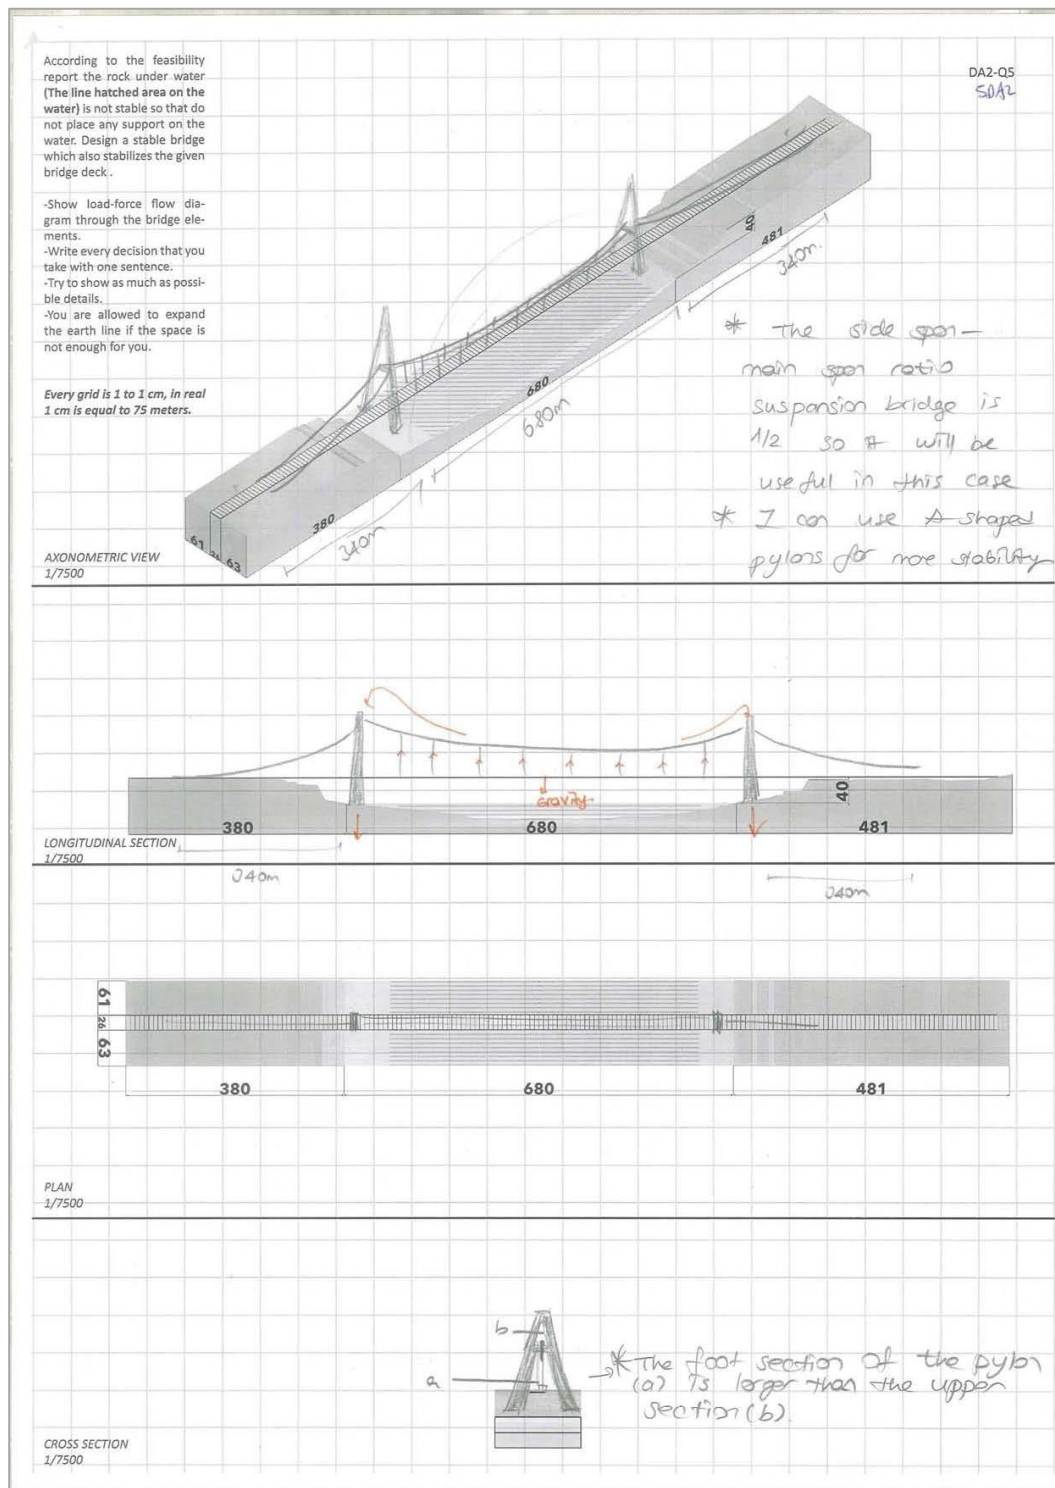 According to the feasibility
report the rock under water
(The line hatched area on the
water) is not stable so that do
not place any support on the
water. Design a stable bridge
which also stabilizes the given
bridge deck .
-Show load-force flow dia-
gram through the bridge ele-
ments.
-Write every decision that you
take with one sentence.
-Try to show as much as possi-
ble details.
-You are allowed to expand
the earth line if the space is
not enough for you.
Every grid is 1 to 1 cm, in real
1 cm is equal to 75 meters.
DA2-Q5
SDA2
40
481
340m.
680
680m
380
340m
61 26 63
* The side span-
main span ratio
suspansion bridge is
1/2 so it will be
useful in this case
* I can use A shaped
pylons for more stability
AXONOMETRIC VIEW
1/7500
Gravity
40
380
680
481
LONGITUDINAL SECTION
1/7500
340m
340m
61 26 63
380
680
481
PLAN
1/7500
b
a
* The foot section of the pylon
(a) is larger than the upper
section (b).
CROSS SECTION
1/7500